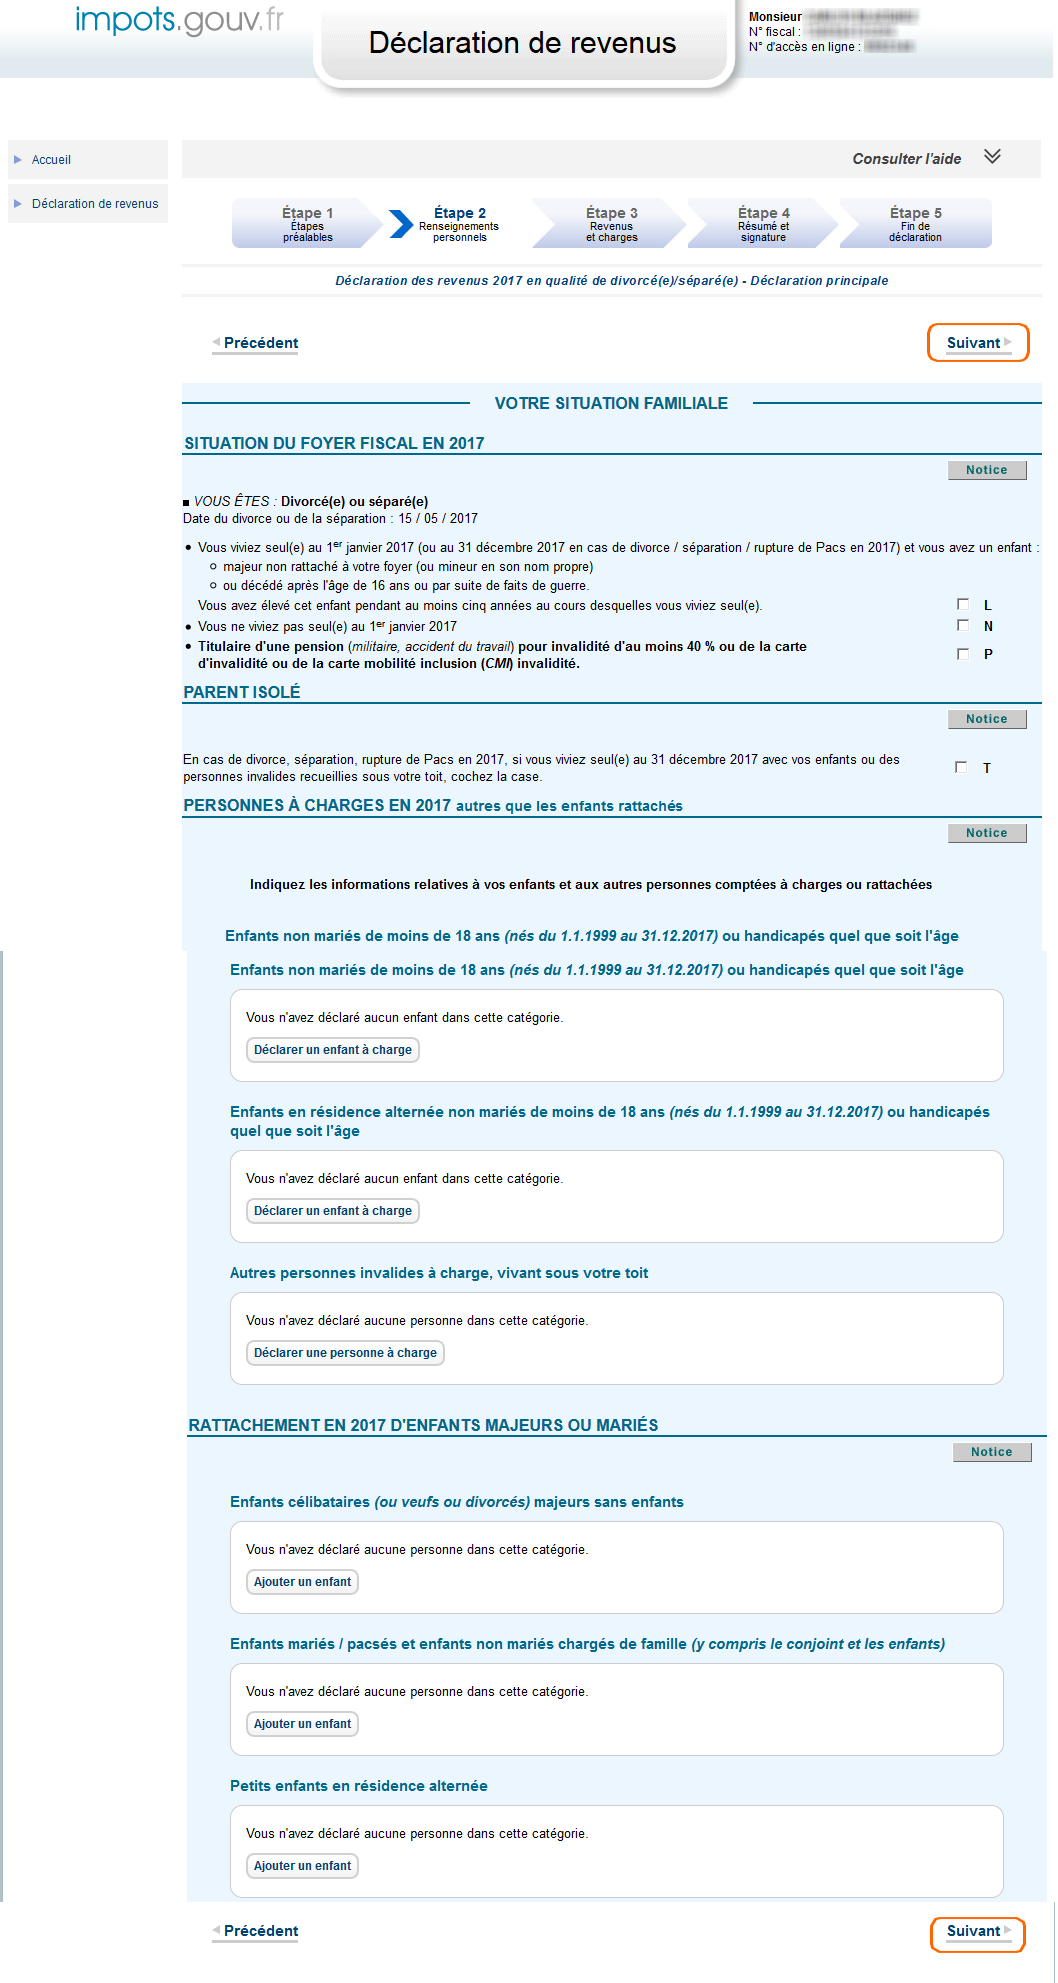 impots.gouv.fr
Déclaration de revenus
Monsieur
N° fiscal :
N° d'accès en ligne :
Accueil
Déclaration de revenus
Consulter l'aide
Étape 1
Étapes
préalables
Étape 2
Renseignements
personnels
Étape 3
Revenus
et charges
Étape 4
Résumé et
signature
Étape 5
Fin de
déclaration
Déclaration des revenus 2017 en qualité de divorcé(e)/séparé(e) - Déclaration principale
Précédent
Suivant
VOTRE SITUATION FAMILIALE
SITUATION DU FOYER FISCAL EN 2017
Notice
VOUS ÊTES : Divorcé(e) ou séparé(e)
Date du divorce ou de la séparation : 15 / 05 / 2017
Vous viviez seul(e) au 1er janvier 2017 (ou au 31 décembre 2017 en cas de divorce / séparation / rupture de Pacs en 2017) et vous avez un enfant :
majeur non rattaché à votre foyer (ou mineur en son nom propre)
ou décédé après l'âge de 16 ans ou par suite de faits de guerre.
Vous avez élevé cet enfant pendant au moins cinq années au cours desquelles vous viviez seul(e). L
Vous ne viviez pas seul(e) au 1er janvier 2017 N
Titulaire d'une pension (militaire, accident du travail) pour invalidité d'au moins 40 % ou de la carte
d'invalidité ou de la carte mobilité inclusion (CMI) invalidité. P
PARENT ISOLÉ
Notice
En cas de divorce, séparation, rupture de Pacs en 2017, si vous viviez seul(e) au 31 décembre 2017 avec vos enfants ou des
personnes invalides recueillies sous votre toit, cochez la case. T
PERSONNES À CHARGES EN 2017 autres que les enfants rattachés
Notice
Indiquez les informations relatives à vos enfants et aux autres personnes comptées à charges ou rattachées
Enfants non mariés de moins de 18 ans (nés du 1.1.1999 au 31.12.2017) ou handicapés quel que soit l'âge
Enfants non mariés de moins de 18 ans (nés du 1.1.1999 au 31.12.2017) ou handicapés quel que soit l'âge
Vous n'avez déclaré aucun enfant dans cette catégorie.
Déclarer un enfant à charge
Enfants en résidence alternée non mariés de moins de 18 ans (nés du 1.1.1999 au 31.12.2017) ou handicapés
quel que soit l'âge
Vous n'avez déclaré aucun enfant dans cette catégorie.
Déclarer un enfant à charge
Autres personnes invalides à charge, vivant sous votre toit
Vous n'avez déclaré aucune personne dans cette catégorie.
Déclarer une personne à charge
RATTACHEMENT EN 2017 D'ENFANTS MAJEURS OU MARIÉS
Notice
Enfants célibataires (ou veufs ou divorcés) majeurs sans enfants
Vous n'avez déclaré aucune personne dans cette catégorie.
Ajouter un enfant
Enfants mariés / pacsés et enfants non mariés chargés de famille (y compris le conjoint et les enfants)
Vous n'avez déclaré aucune personne dans cette catégorie.
Ajouter un enfant
Petits enfants en résidence alternée
Vous n'avez déclaré aucune personne dans cette catégorie.
Ajouter un enfant
Précédent
Suivant